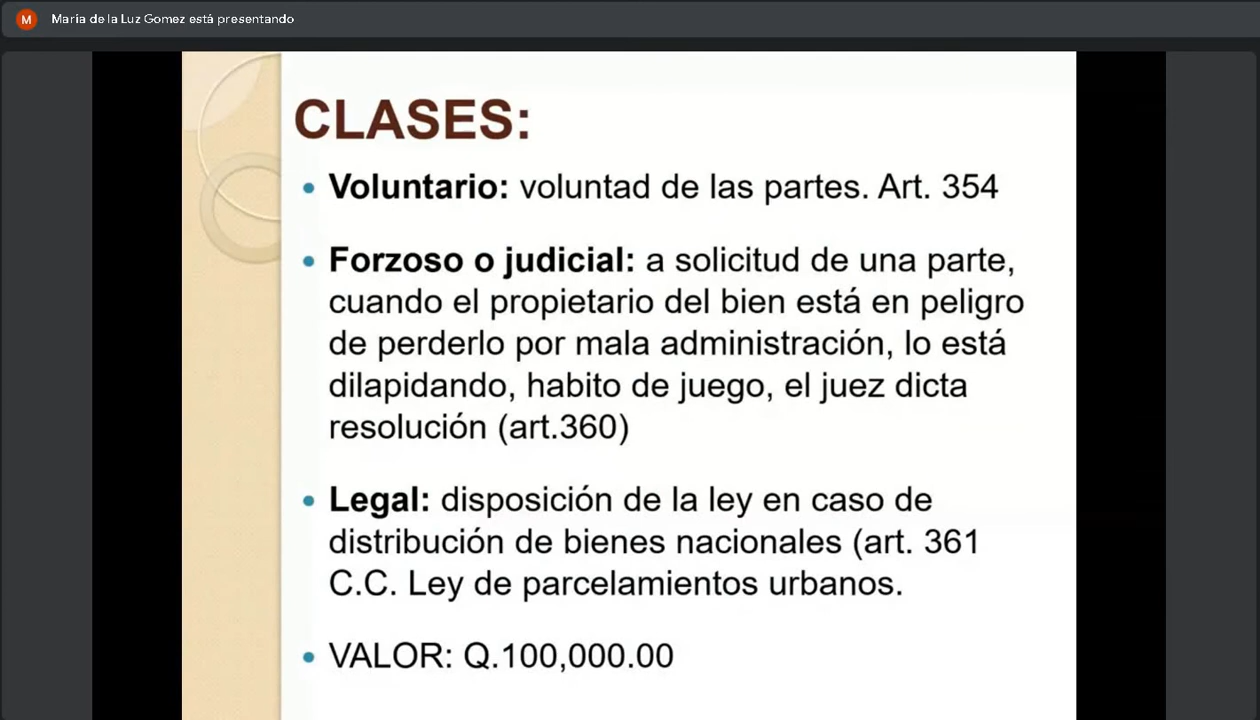 M
Maria de la Luz Gomez está presentando
CLASES:
• Voluntario: voluntad de las partes. Art. 354
• Forzoso o judicial: a solicitud de una parte,
cuando el propietario del bien está en peligro
de perderlo por mala administración, lo está
dilapidando, habito de juego, el juez dicta
resolución (art.360)
• Legal: disposición de la ley en caso de
distribución de bienes nacionales (art. 361
C.C. Ley de parcelamientos urbanos.
• VALOR: Q.100,000.00